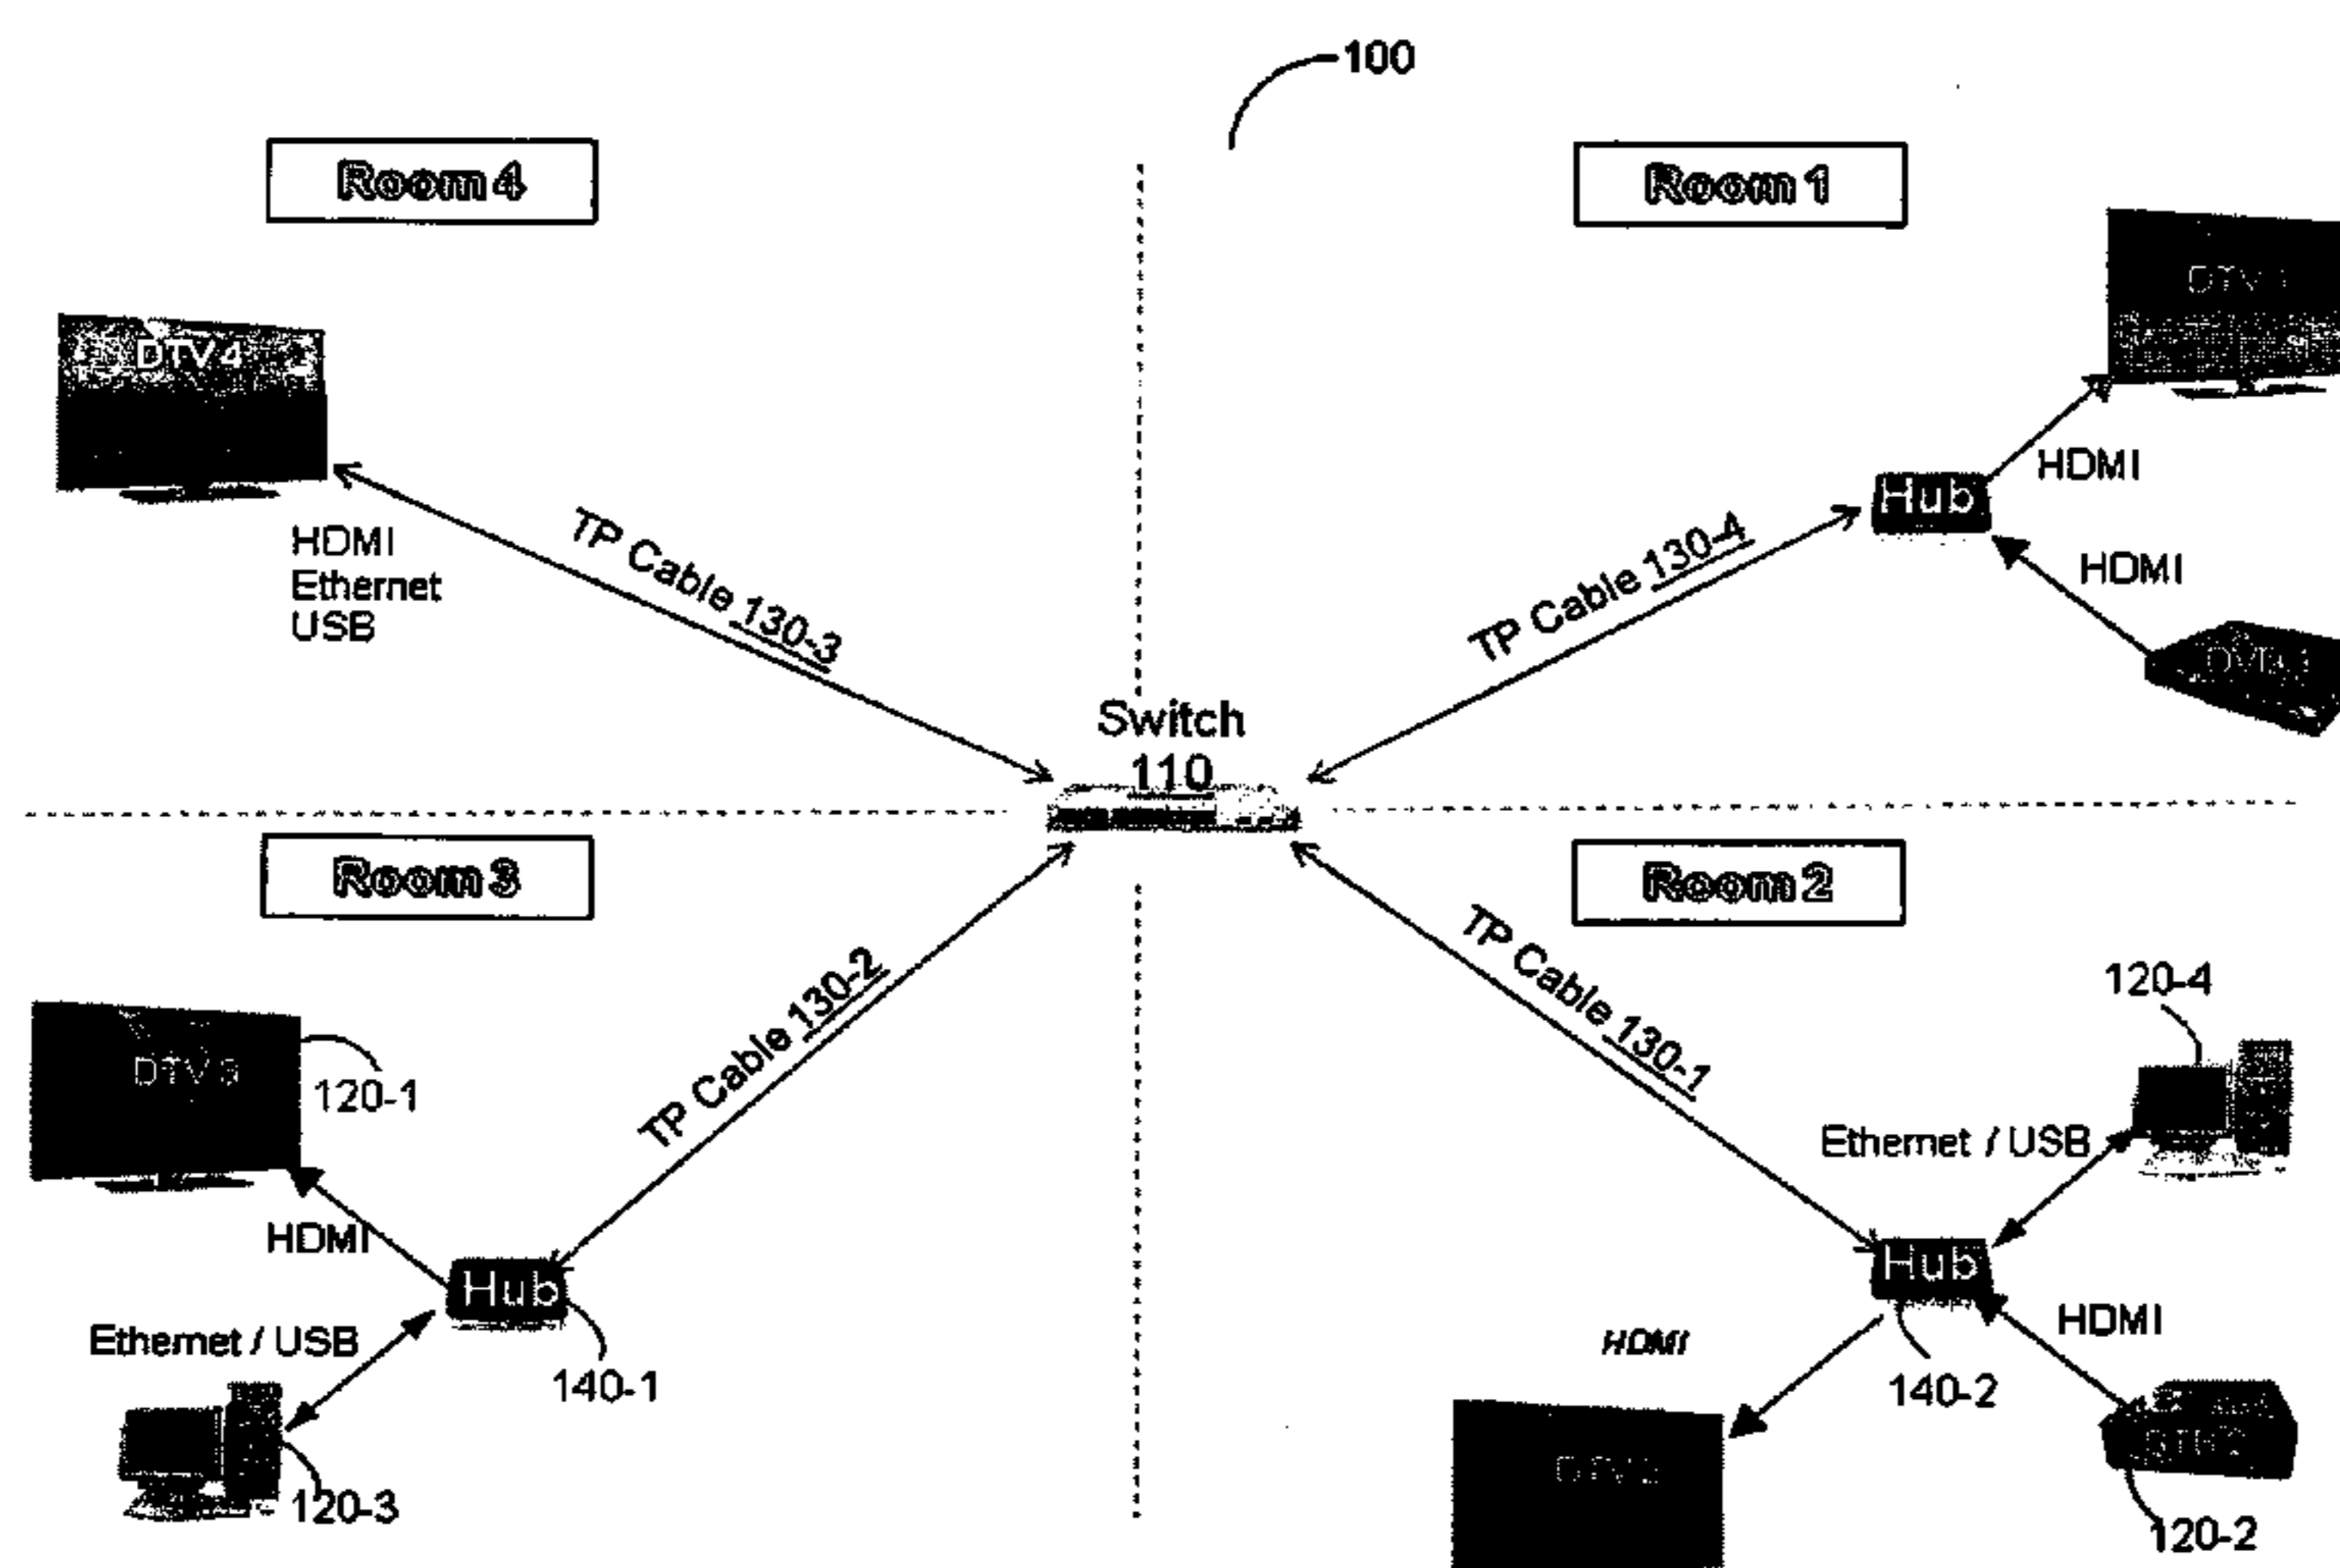 100
Room 4
Room 1
DTV 4
HDMI
Ethernet
USB
TP Cable 130-3
TP Cable 130-4
Hub
HDMI
HDMI
Switch
110
Room 3
Room 2
120-1
TP Cable 130-2
HDMI
Hub
Ethernet / USB
140-1
120-3
TP Cable 130-1
120-4
Ethernet / USB
Hub
HDMI
HDMI
140-2
120-2